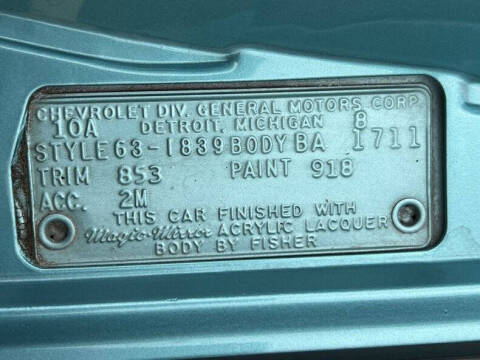 CHEVROLET DIV. GENERAL MOTORS CORP.
10A DETROIT, MICHIGAN 8
STYLE 63-1839 BODY BA 1711
TRIM 853 PAINT 918
ACC. 2M
THIS CAR FINISHED WITH
Magic-Mirror ACRYLIC LACQUER
BODY BY FISHER